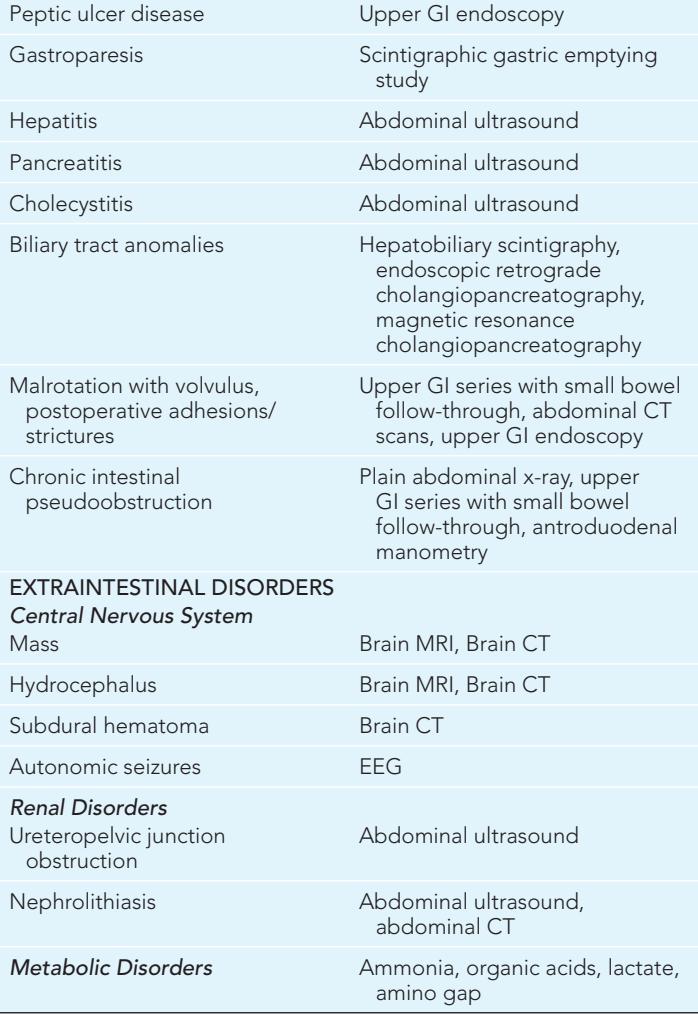 Peptic ulcer disease Upper GI endoscopy
Gastroparesis Scintigraphic gastric emptying
study
Hepatitis Abdominal ultrasound
Pancreatitis Abdominal ultrasound
Cholecystitis Abdominal ultrasound
Biliary tract anomalies Hepatobiliary scintigraphy,
endoscopic retrograde
cholangiopancreatography,
magnetic resonance
cholangiopancreatography
Malrotation with volvulus, Upper GI series with small bowel
postoperative adhesions/ follow-through, abdominal CT
strictures scans, upper GI endoscopy
Chronic intestinal Plain abdominal x-ray, upper
pseudoobstruction GI series with small bowel
follow-through, antroduodenal
manometry
EXTRAINTESTINAL DISORDERS
Central Nervous System
Mass Brain MRI, Brain CT
Hydrocephalus Brain MRI, Brain CT
Subdural hematoma Brain CT
Autonomic seizures EEG
Renal Disorders
Ureteropelvic junction Abdominal ultrasound
obstruction
Nephrolithiasis Abdominal ultrasound,
abdominal CT
Metabolic Disorders Ammonia, organic acids, lactate,
amino gap